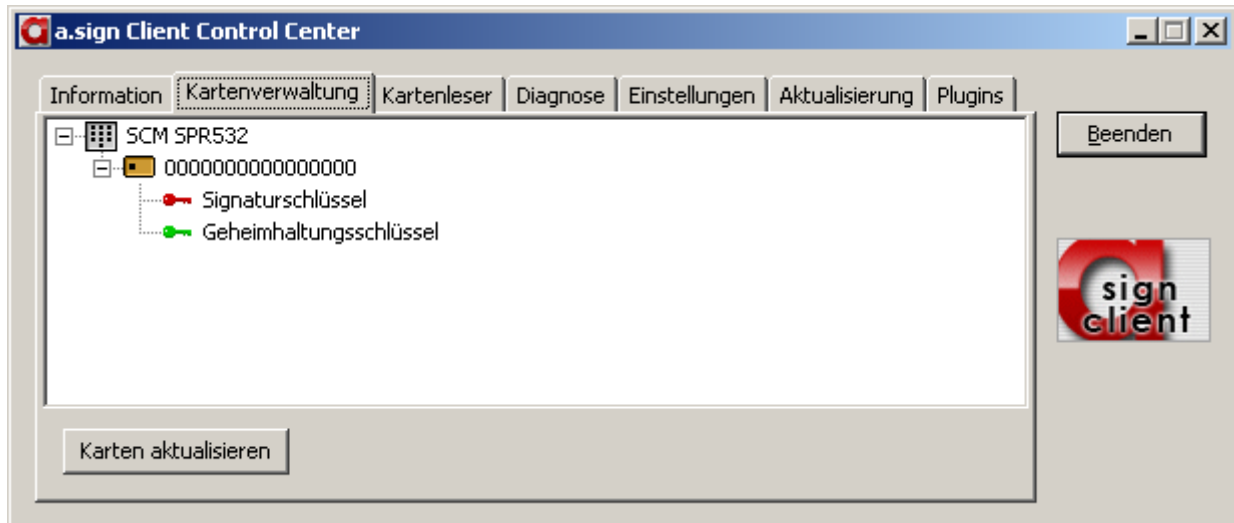 a.sign Client Control Center
Information Kartenverwaltung Kartenleser Diagnose Einstellungen Aktualisierung Plugins
SCM SPR532
0000000000000000
Signaturschlüssel
Geheimhaltungsschlüssel
Karten aktualisieren
Beenden
sign
client